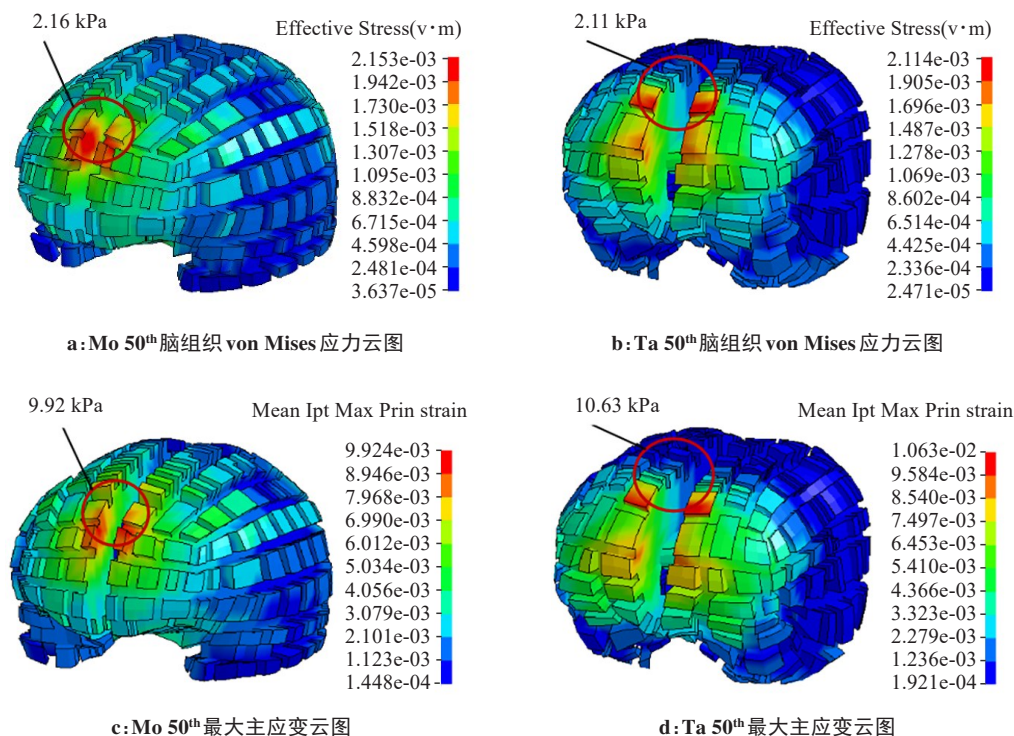 2.16 kPa
Effective Stress(v·m)
2.153e-03
1.942e-03
1.730e-03
1.518e-03
1.307e-03
1.095e-03
8.832e-04
6.715e-04
4.598e-04
2.481e-04
3.637e-05
a:Mo 50th脑组织von Mises应力云图
2.11 kPa
Effective Stress(v·m)
2.114e-03
1.905e-03
1.696e-03
1.487e-03
1.278e-03
1.069e-03
8.602e-04
6.514e-04
4.425e-04
2.336e-04
2.471e-05
b:Ta 50th脑组织von Mises应力云图
9.92 kPa
Mean Ipt Max Prin strain
9.924e-03
8.946e-03
7.968e-03
6.990e-03
6.012e-03
5.034e-03
4.056e-03
3.079e-03
2.101e-03
1.123e-03
1.448e-04
c:Mo 50th最大主应变云图
10.63 kPa
Mean Ipt Max Prin strain
1.063e-02
9.584e-03
8.540e-03
7.497e-03
6.453e-03
5.410e-03
4.366e-03
3.323e-03
2.279e-03
1.236e-03
1.921e-04
d:Ta 50th最大主应变云图